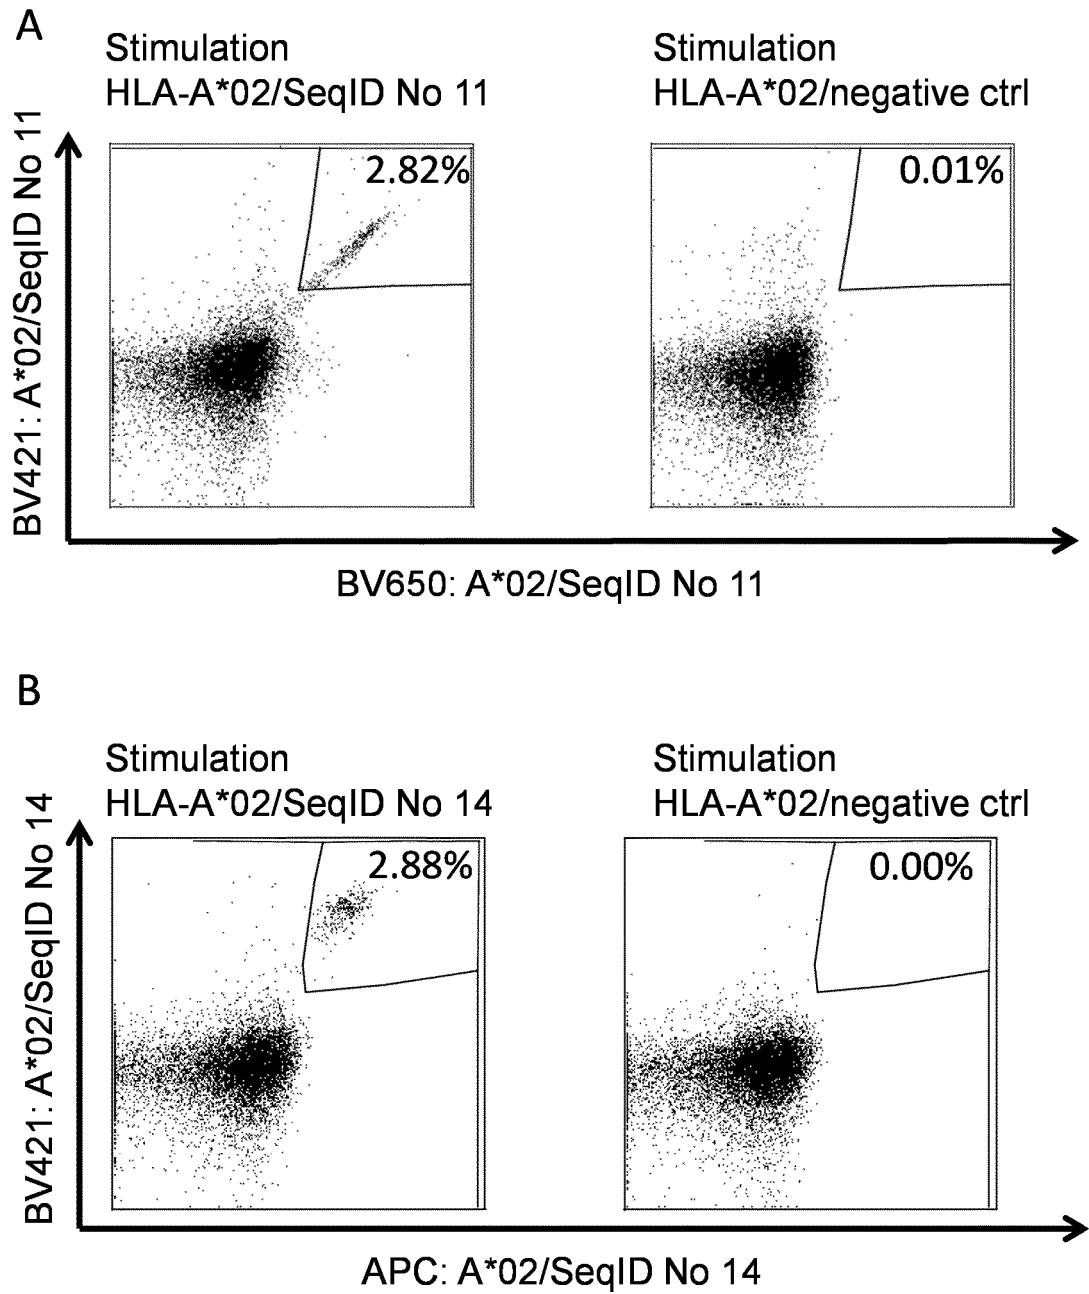 A
Stimulation
HLA-A*02/SeqID No 11
Stimulation
HLA-A*02/negative ctrl
BV421: A*02/SeqID No 11
2.82%
0.01%
BV650: A*02/SeqID No 11
B
Stimulation
HLA-A*02/SeqID No 14
Stimulation
HLA-A*02/negative ctrl
BV421: A*02/SeqID No 14
2.88%
0.00%
APC: A*02/SeqID No 14